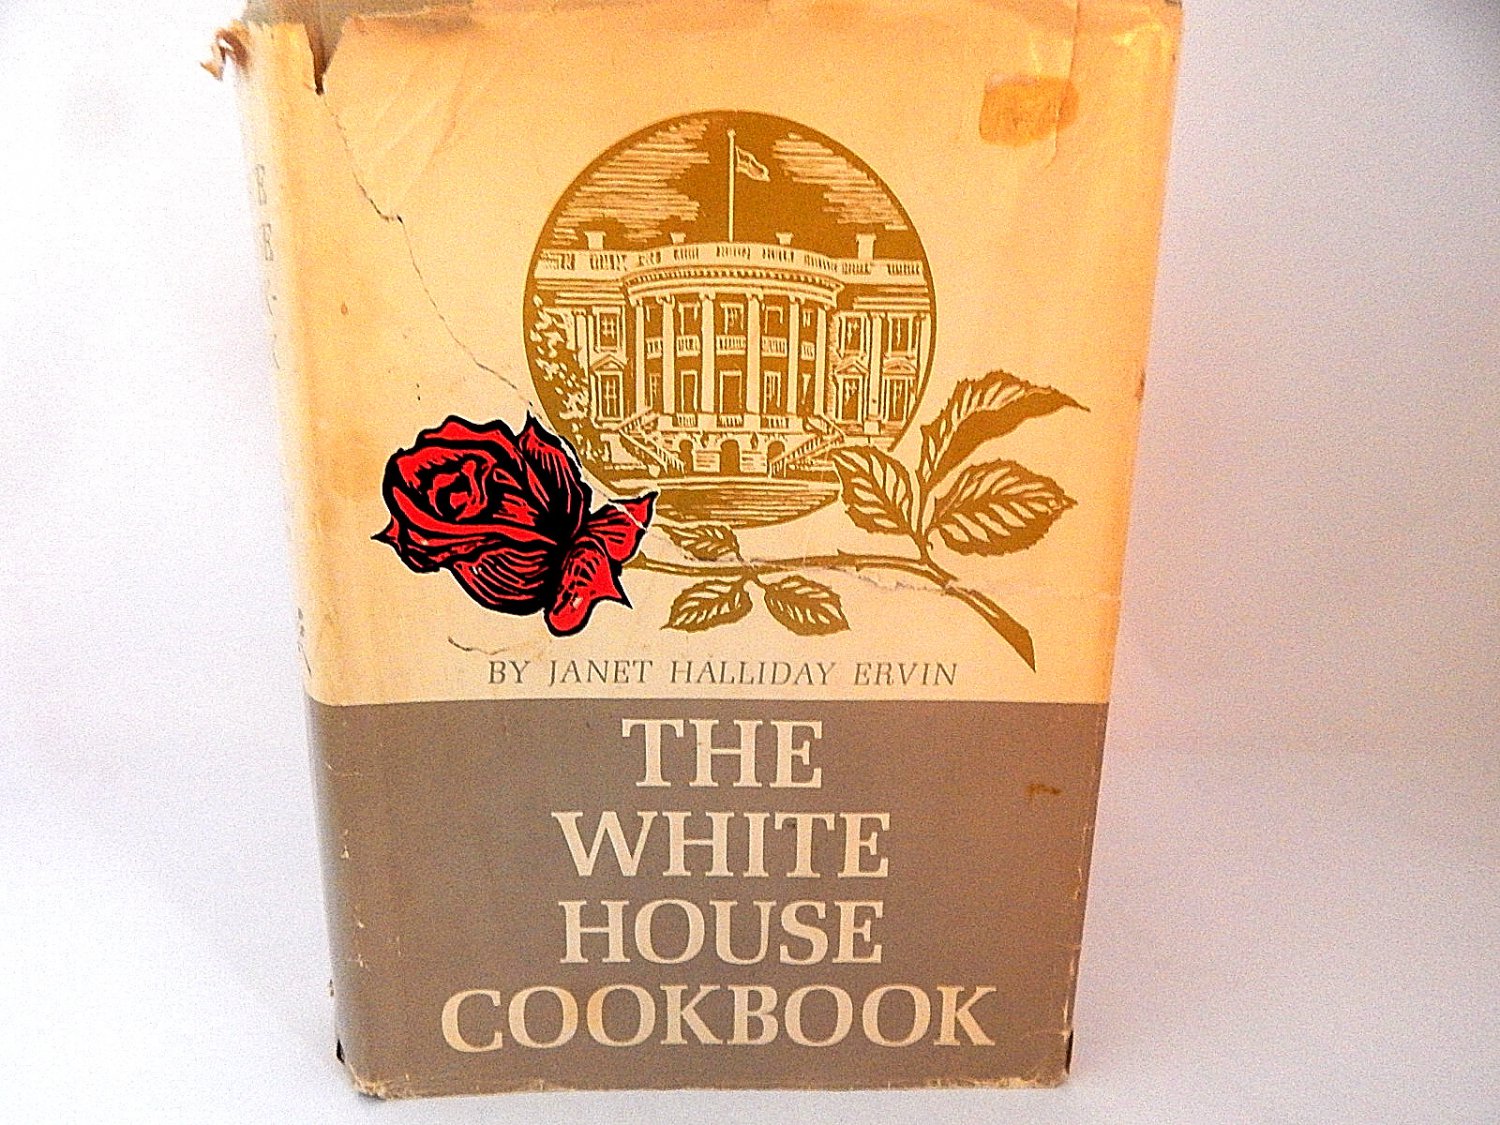 BY JANET HALLIDAY ERVIN
THE
WHITE
HOUSE
COOKBOOK